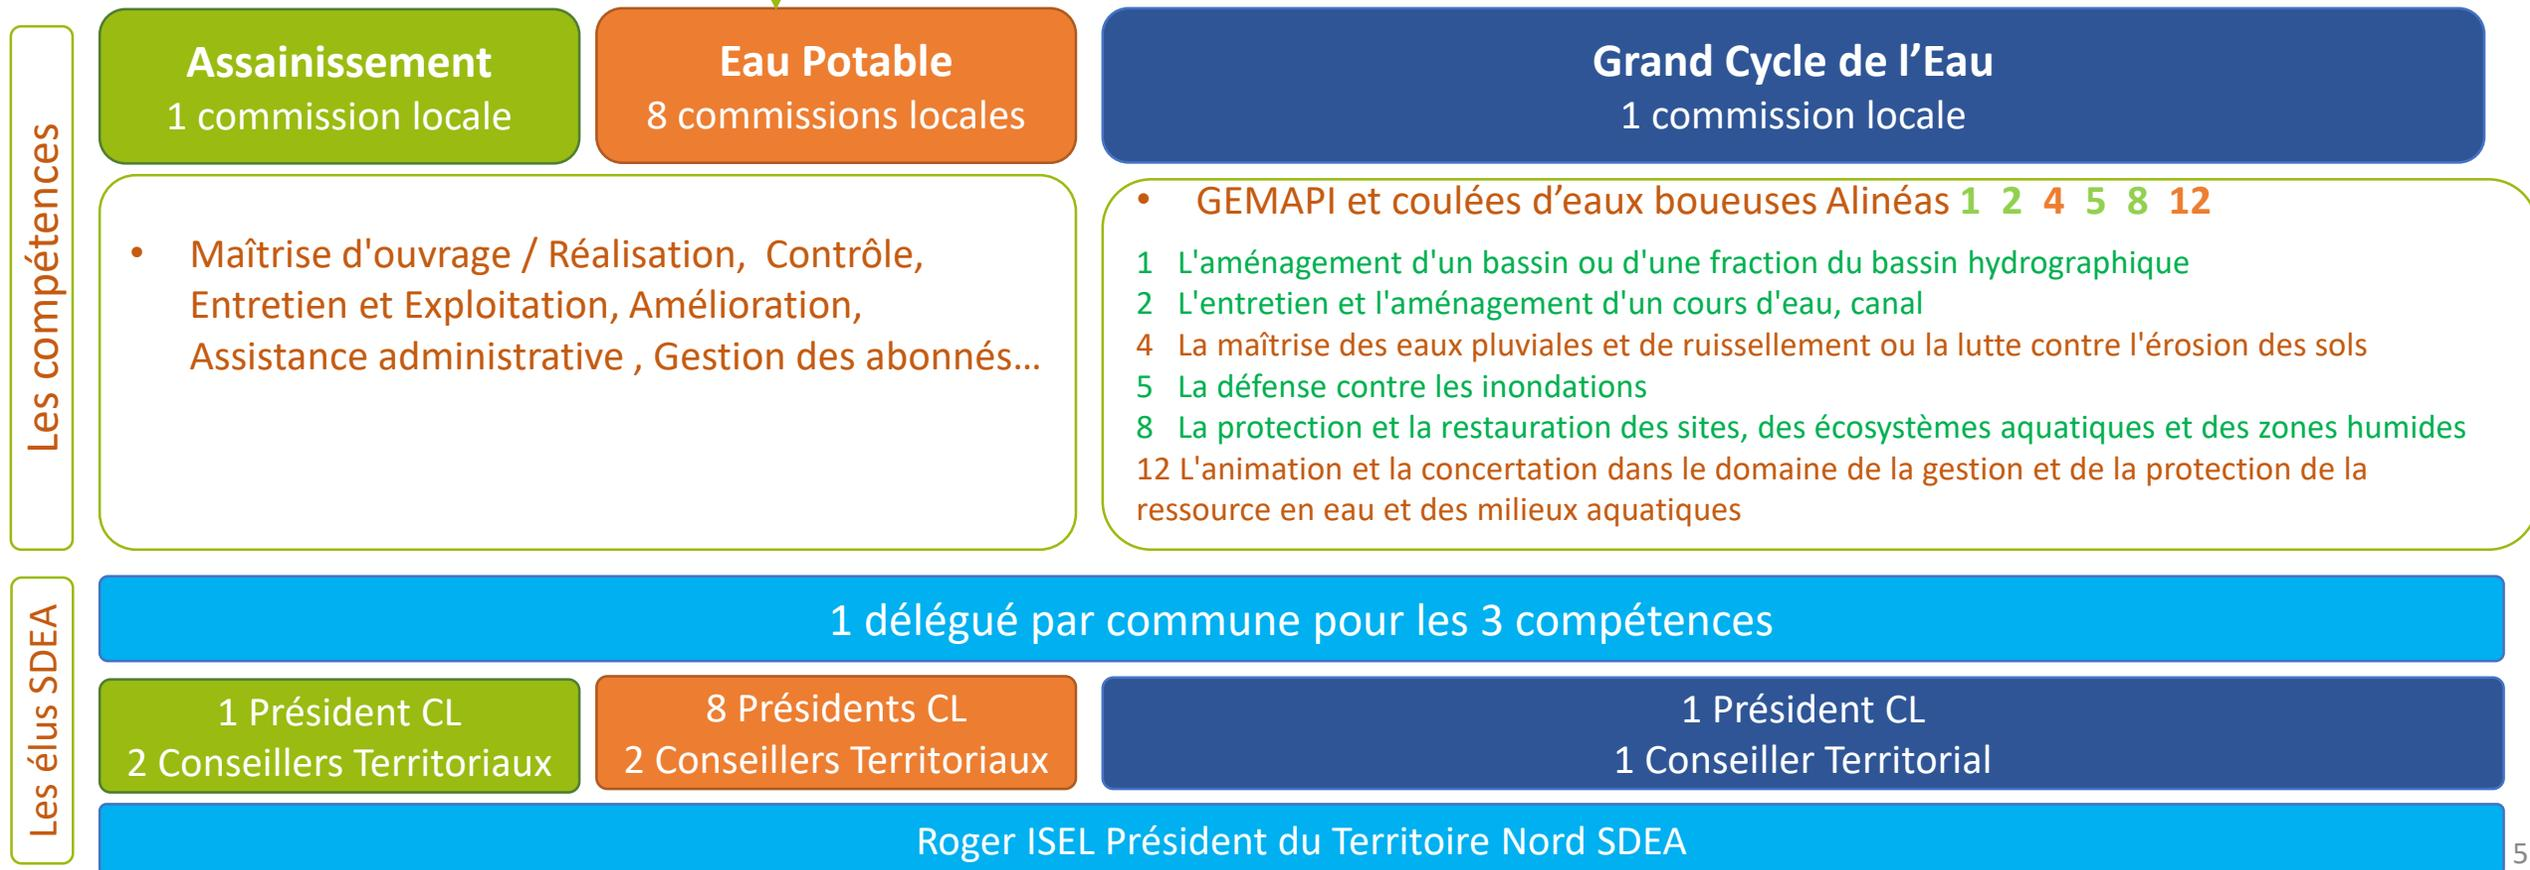 Les compétences
Assainissement
1 commission locale
Eau Potable
8 commissions locales
Grand Cycle de l’Eau
1 commission locale
• Maîtrise d'ouvrage / Réalisation, Contrôle,
Entretien et Exploitation, Amélioration,
Assistance administrative , Gestion des abonnés…
• GEMAPI et coulées d’eaux boueuses Alinéas 1 2 4 5 8 12
1 L'aménagement d'un bassin ou d'une fraction du bassin hydrographique
2 L'entretien et l'aménagement d'un cours d'eau, canal
4 La maîtrise des eaux pluviales et de ruissellement ou la lutte contre l'érosion des sols
5 La défense contre les inondations
8 La protection et la restauration des sites, des écosystèmes aquatiques et des zones humides
12 L'animation et la concertation dans le domaine de la gestion et de la protection de la
ressource en eau et des milieux aquatiques
Les élus SDEA
1 délégué par commune pour les 3 compétences
1 Président CL
2 Conseillers Territoriaux
8 Présidents CL
2 Conseillers Territoriaux
1 Président CL
1 Conseiller Territorial
Roger ISEL Président du Territoire Nord SDEA
5